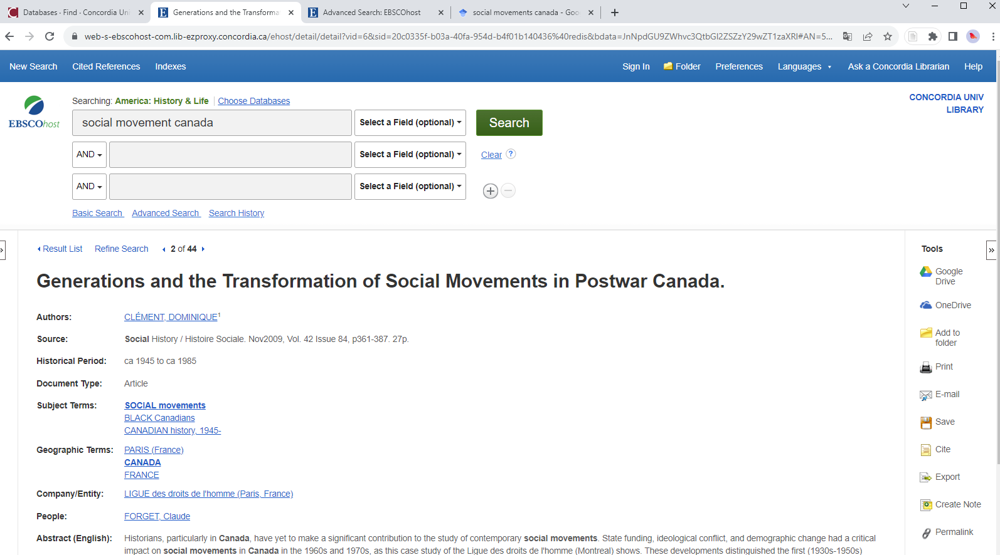 Databases · Find · Concordia Un
Generations and the Transforma
Advanced Search: EBSCOhost
social movements canada - Goo
web-s-ebscohost-com.lib-ezproxy.concordia.ca/ehost/detail/detail?vid=6&sid=20c0335f-b03a-40fa-954d-b4f01b140436%40redis&bdata=JnNpdGU9ZWhvc3QtbGl2ZSZzY29wZT1zaXRl#AN=5...
New Search Cited References Indexes Sign In Folder Preferences Languages Ask a Concordia Librarian Help
Searching: America: History & Life Choose Databases
CONCORDIA UNIV
LIBRARY
EBSCOhost
social movement canada Select a Field (optional) Search
AND Select a Field (optional) Clear ?
AND Select a Field (optional)
Basic Search Advanced Search Search History
Result List Refine Search 2 of 44
Generations and the Transformation of Social Movements in Postwar Canada.
Authors: CLÉMENT, DOMINIQUE1
Source: Social History / Histoire Sociale. Nov2009, Vol. 42 Issue 84, p361-387. 27p.
Historical Period: ca 1945 to ca 1985
Document Type: Article
Subject Terms: SOCIAL movements
BLACK Canadians
CANADIAN history, 1945-
Geographic Terms: PARIS (France)
CANADA
FRANCE
Company/Entity: LIGUE des droits de l'homme (Paris, France)
People: FORGET, Claude
Abstract (English): Historians, particularly in Canada, have yet to make a significant contribution to the study of contemporary social movements. State funding, ideological conflict, and demographic change had a critical
impact on social movements in Canada in the 1960s and 1970s, as this case study of the Ligue des droits de l'homme (Montreal) shows. These developments distinguished the first (1930s-1950s)
Tools
Google
Drive
OneDrive
Add to
folder
Print
E-mail
Save
Cite
Export
Create Note
Permalink